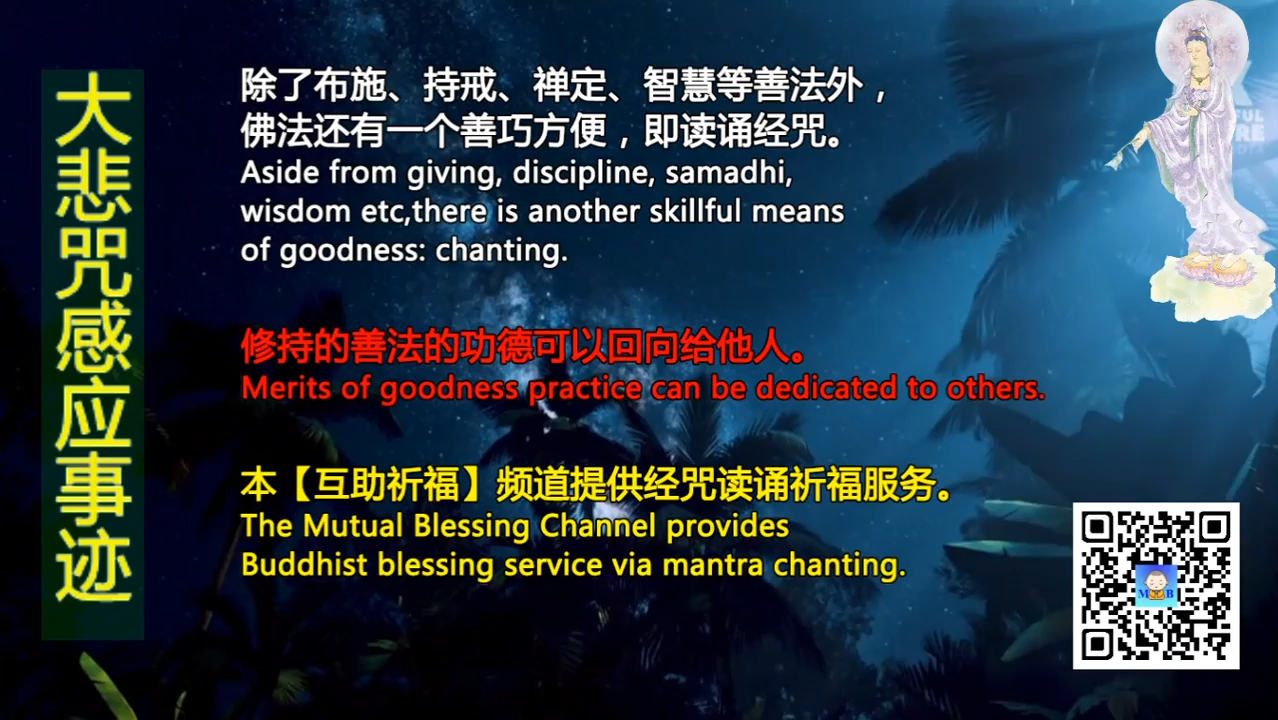 大悲咒感应事迹
除了布施、持戒、禅定、智慧等善法外，
佛法还有一个善巧方便，即读诵经咒。
Aside from giving, discipline, samadhi,
wisdom etc,there is another skillful means
of goodness: chanting.
修持的善法的功德可以回向给他人。
Merits of goodness practice can be dedicated to others.
本【互助祈福】频道提供经咒读诵祈福服务。
The Mutual Blessing Channel provides
Buddhist blessing service via mantra chanting.
M B